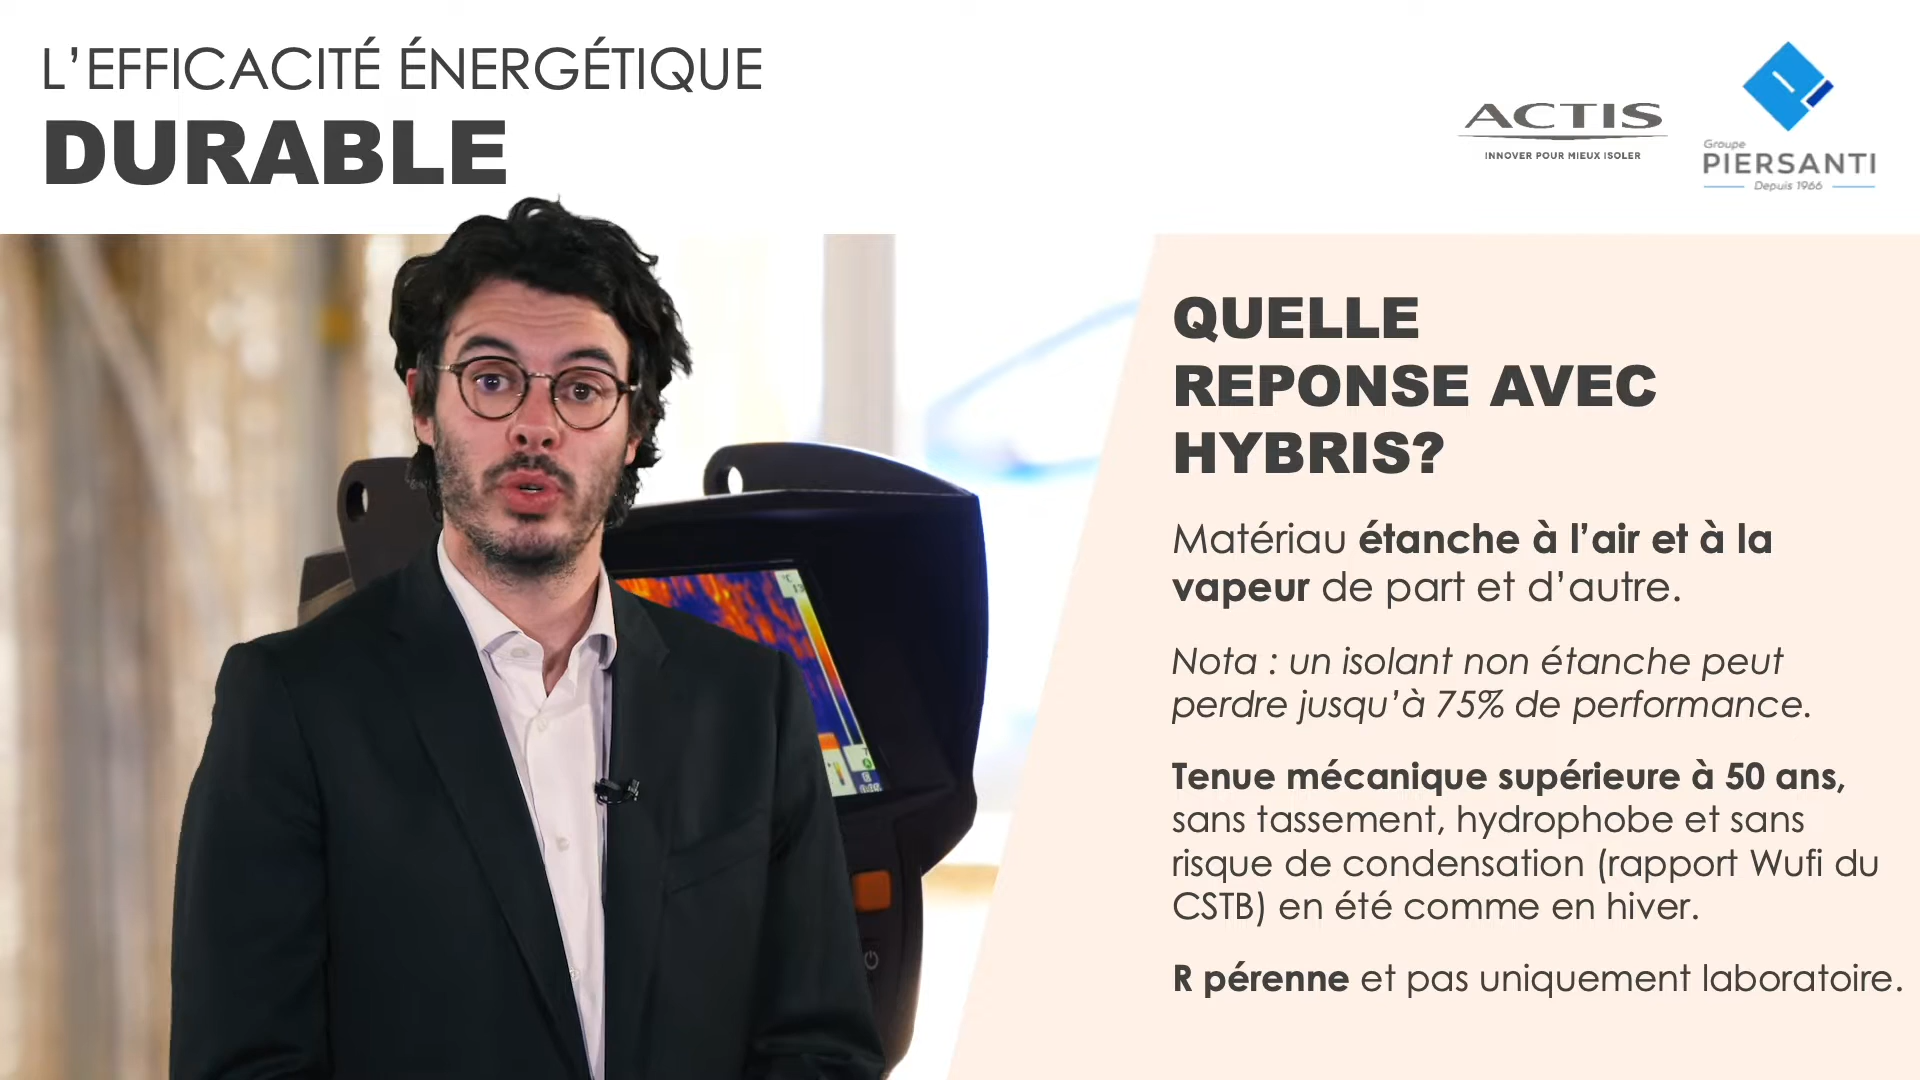 L’EFFICACITÉ ÉNERGÉTIQUE
DURABLE
ACTIS
INNOVER POUR MIEUX ISOLER
Groupe
PIERSANTI
Depuis 1966
QUELLE
REPONSE AVEC
HYBRIS?
Matériau étanche à l’air et à la
vapeur de part et d’autre.
Nota : un isolant non étanche peut
perdre jusqu’à 75% de performance.
Tenue mécanique supérieure à 50 ans,
sans tassement, hydrophobe et sans
risque de condensation (rapport Wufi du
CSTB) en été comme en hiver.
R pérenne et pas uniquement laboratoire.
°C